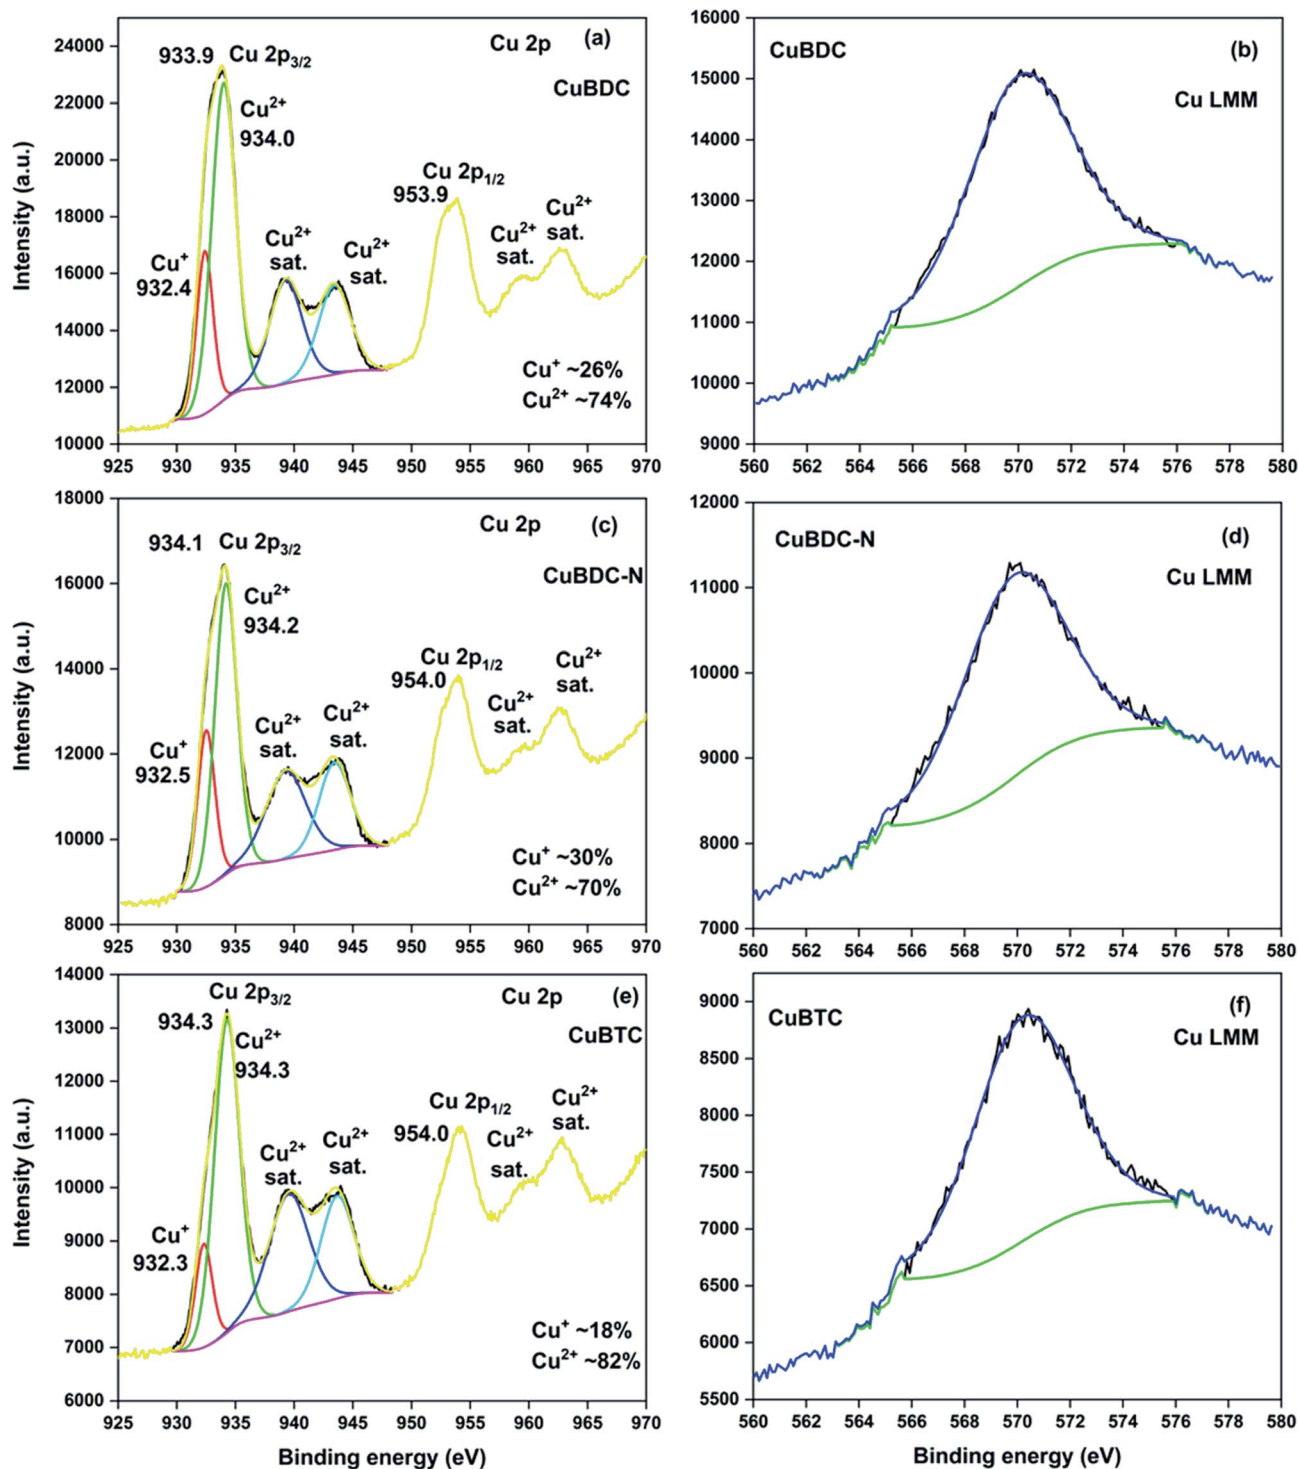 Cu 2p (a)
CuBDC
933.9 Cu 2p3/2
Cu2+
934.0
Cu+
932.4
Cu2+
sat.
Cu2+
sat.
Cu 2p1/2
953.9
Cu2+
sat.
Cu2+
sat.
Cu+ ~26%
Cu2+ ~74%
Intensity (a.u.)
24000
22000
20000
18000
16000
14000
12000
10000
925 930 935 940 945 950 955 960 965 970
CuBDC (b)
Cu LMM
16000
15000
14000
13000
12000
11000
10000
9000
560 562 564 566 568 570 572 574 576 578 580
Cu 2p (c)
CuBDC-N
934.1 Cu 2p3/2
Cu2+
934.2
Cu+
932.5
Cu2+
sat.
Cu2+
sat.
Cu 2p1/2
954.0
Cu2+
sat.
Cu2+
sat.
Cu+ ~30%
Cu2+ ~70%
Intensity (a.u.)
18000
16000
14000
12000
10000
8000
925 930 935 940 945 950 955 960 965 970
CuBDC-N (d)
Cu LMM
12000
11000
10000
9000
8000
7000
560 562 564 566 568 570 572 574 576 578 580
Cu 2p (e)
CuBTC
Cu 2p3/2
934.3
Cu2+
934.3
Cu+
932.3
Cu2+
sat.
Cu2+
sat.
Cu 2p1/2
954.0
Cu2+
sat.
Cu2+
sat.
Cu+ ~18%
Cu2+ ~82%
Intensity (a.u.)
14000
13000
12000
11000
10000
9000
8000
7000
6000
925 930 935 940 945 950 955 960 965 970
Binding energy (eV)
CuBTC (f)
Cu LMM
9000
8500
8000
7500
7000
6500
6000
5500
560 562 564 566 568 570 572 574 576 578 580
Binding energy (eV)